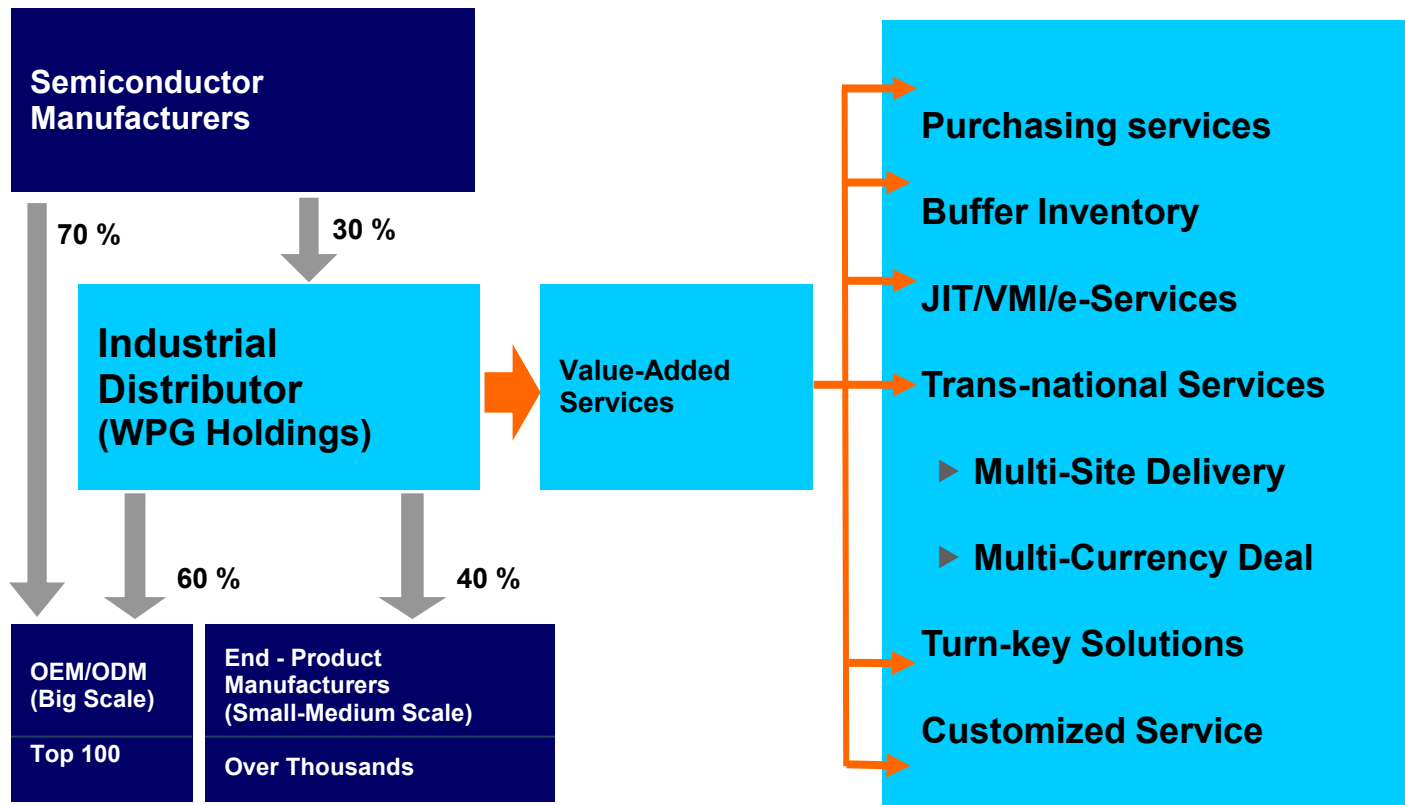 Semiconductor
Manufacturers
70 %
30 %
Industrial
Distributor
(WPG Holdings)
Value-Added
Services
60 %
40 %
OEM/ODM
(Big Scale)
Top 100
End - Product
Manufacturers
(Small-Medium Scale)
Over Thousands
Purchasing services
Buffer Inventory
JIT/VMI/e-Services
Trans-national Services
Multi-Site Delivery
Multi-Currency Deal
Turn-key Solutions
Customized Service